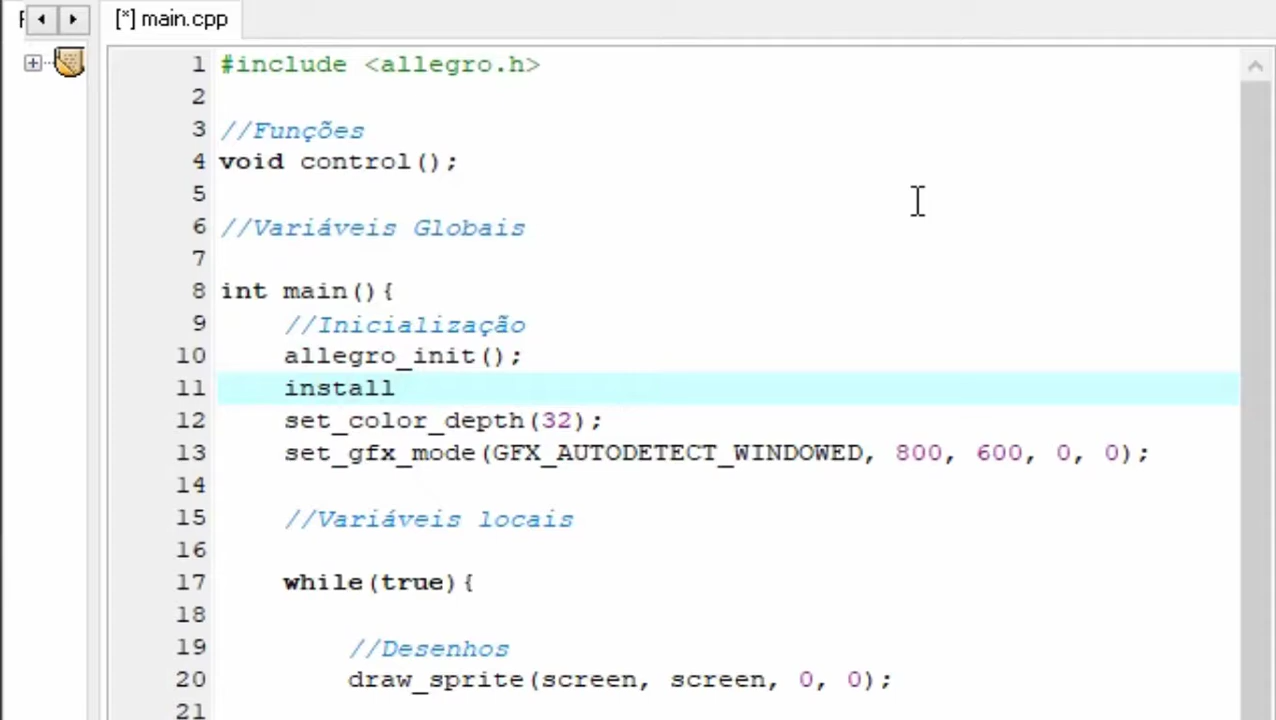 [*] main.cpp
1 #include <allegro.h>
2
3 //Funções
4 void control();
5
6 //Variáveis Globais
7
8 int main(){
9 //Inicialização
10 allegro_init();
11 install
12 set_color_depth(32);
13 set_gfx_mode(GFX_AUTODETECT_WINDOWED, 800, 600, 0, 0);
14
15 //Variáveis locais
16
17 while(true){
18
19 //Desenhos
20 draw_sprite(screen, screen, 0, 0);
21